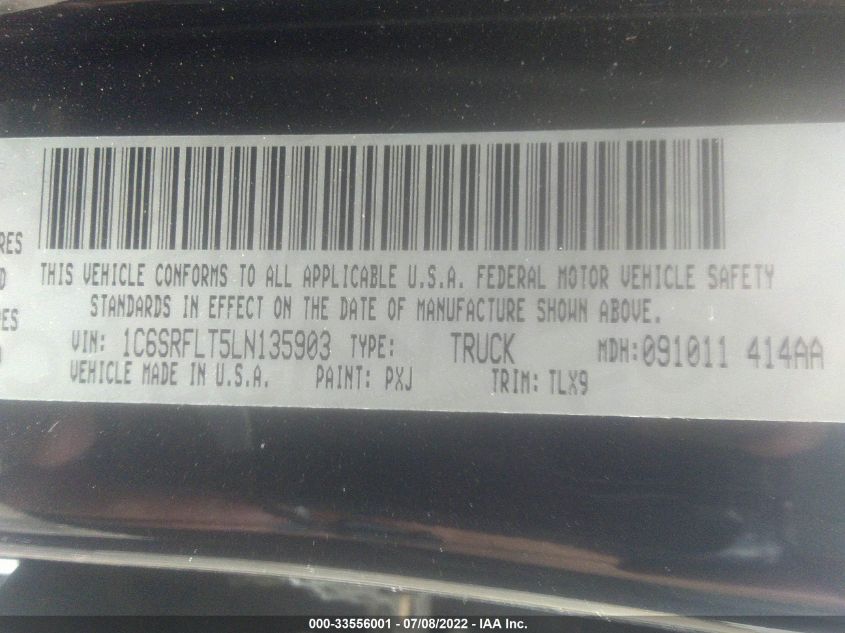 RES
THIS VEHICLE CONFORMS TO ALL APPLICABLE U.S.A. FEDERAL MOTOR VEHICLE SAFETY
D
STANDARDS IN EFFECT ON THE DATE OF MANUFACTURE SHOWN ABOVE.
PES
VIN: 1C6SRFLT5LN135903 TYPE: TRUCK MDH: 091011 414AA
VEHICLE MADE IN U.S.A. PAINT: PXJ TRIM: TLX9
000-33556001 - 07/08/2022 - IAA Inc.